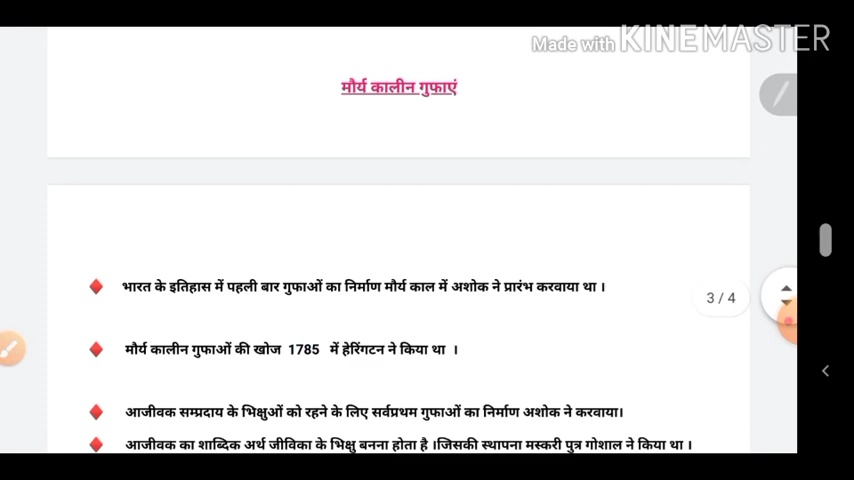 Made with KINEMASTER
मौर्य कालीन गुफाएं
भारत के इतिहास में पहली बार गुफाओं का निर्माण मौर्य काल में अशोक ने प्रारंभ करवाया था ।
3 / 4
मौर्य कालीन गुफाओं की खोज 1785 में हेरिंगटन ने किया था ।
आजीवक सम्प्रदाय के भिक्षुओं को रहने के लिए सर्वप्रथम गुफाओं का निर्माण अशोक ने करवाया।
आजीवक का शाब्दिक अर्थ जीविका के भिक्षु बनना होता है ।जिसकी स्थापना मस्करी पुत्र गोशाल ने किया था ।